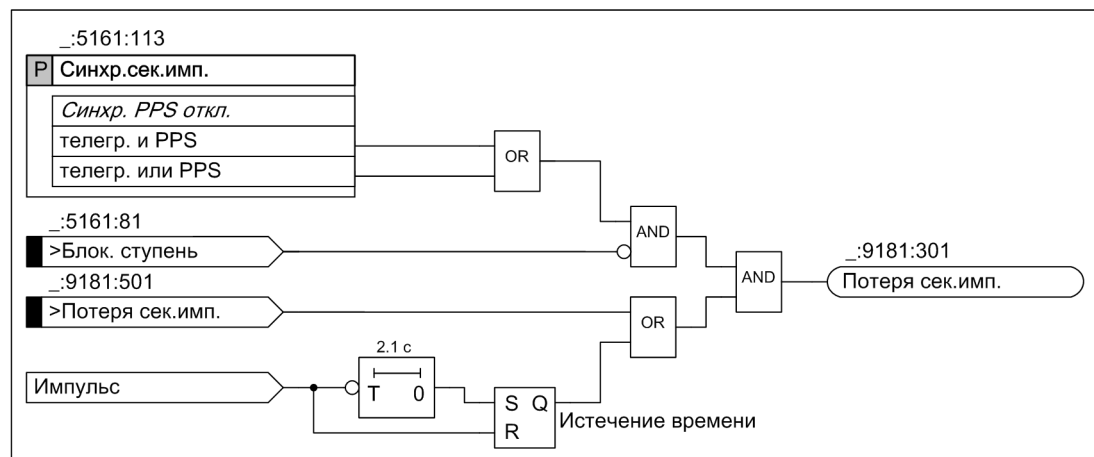 _:5161:113
P Синхр.сек.имп.
Синхр. PPS откл.
телегр. и PPS
телегр. или PPS
OR
_:5161:81
>Блок. ступень
AND
_:9181:501
>Потеря сек.имп.
OR
AND
_:9181:301
Потеря сек.имп.
Импульс
2.1 с
T 0
S Q
R
Истечение времени